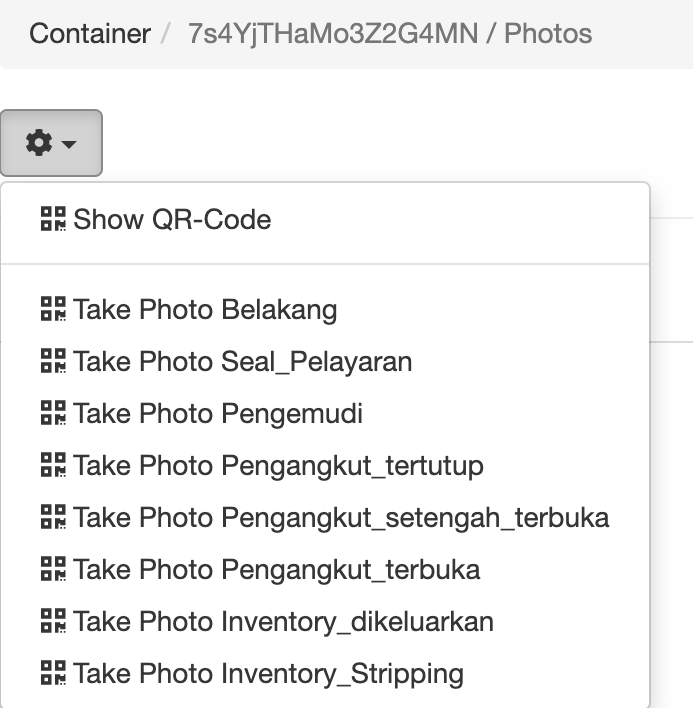 Container / 7s4YjTHaMo3Z2G4MN / Photos
Show QR-Code
Take Photo Belakang
Take Photo Seal_Pelayaran
Take Photo Pengemudi
Take Photo Pengangkut_tertutup
Take Photo Pengangkut_setengah_terbuka
Take Photo Pengangkut_terbuka
Take Photo Inventory_dikeluarkan
Take Photo Inventory_Stripping